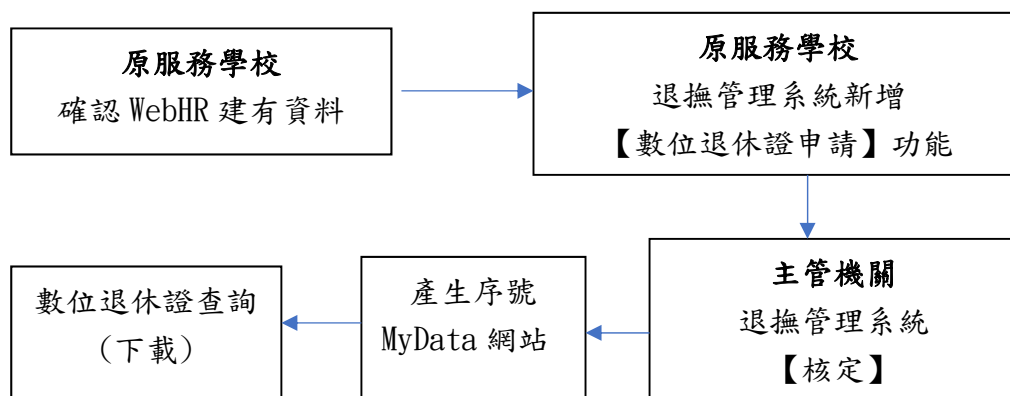 原服務學校
確認 WebHR 建有資料
原服務學校
退撫管理系統新增
【數位退休證申請】功能
主管機關
退撫管理系統
【核定】
產生序號
MyData 網站
數位退休證查詢
（下載）